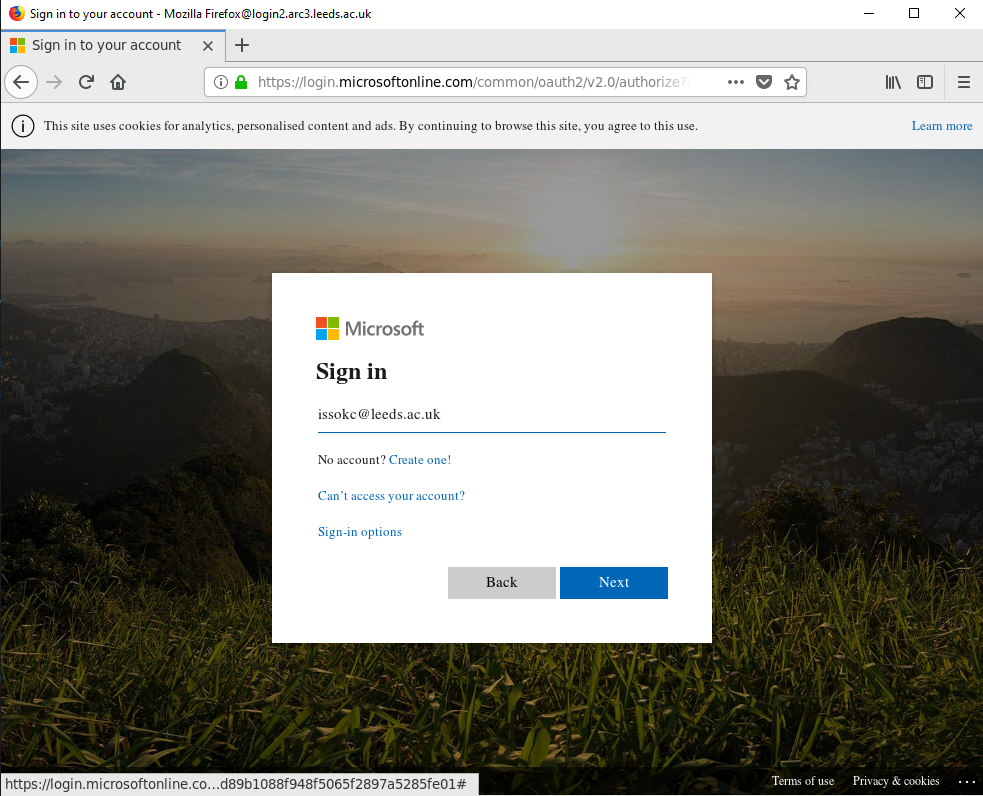 Sign in to your account - Mozilla Firefox@login2.arc3.leeds.ac.uk
Sign in to your account
https://login.microsoftonline.com/common/oauth2/v2.0/authorize?
This site uses cookies for analytics, personalised content and ads. By continuing to browse this site, you agree to this use.
Learn more
Microsoft
Sign in
issokc@leeds.ac.uk
No account? Create one!
Can't access your account?
Sign-in options
Back
Next
https://login.microsoftonline.co…d89b1088f948f5065f2897a5285fe01#
Terms of use
Privacy & cookies